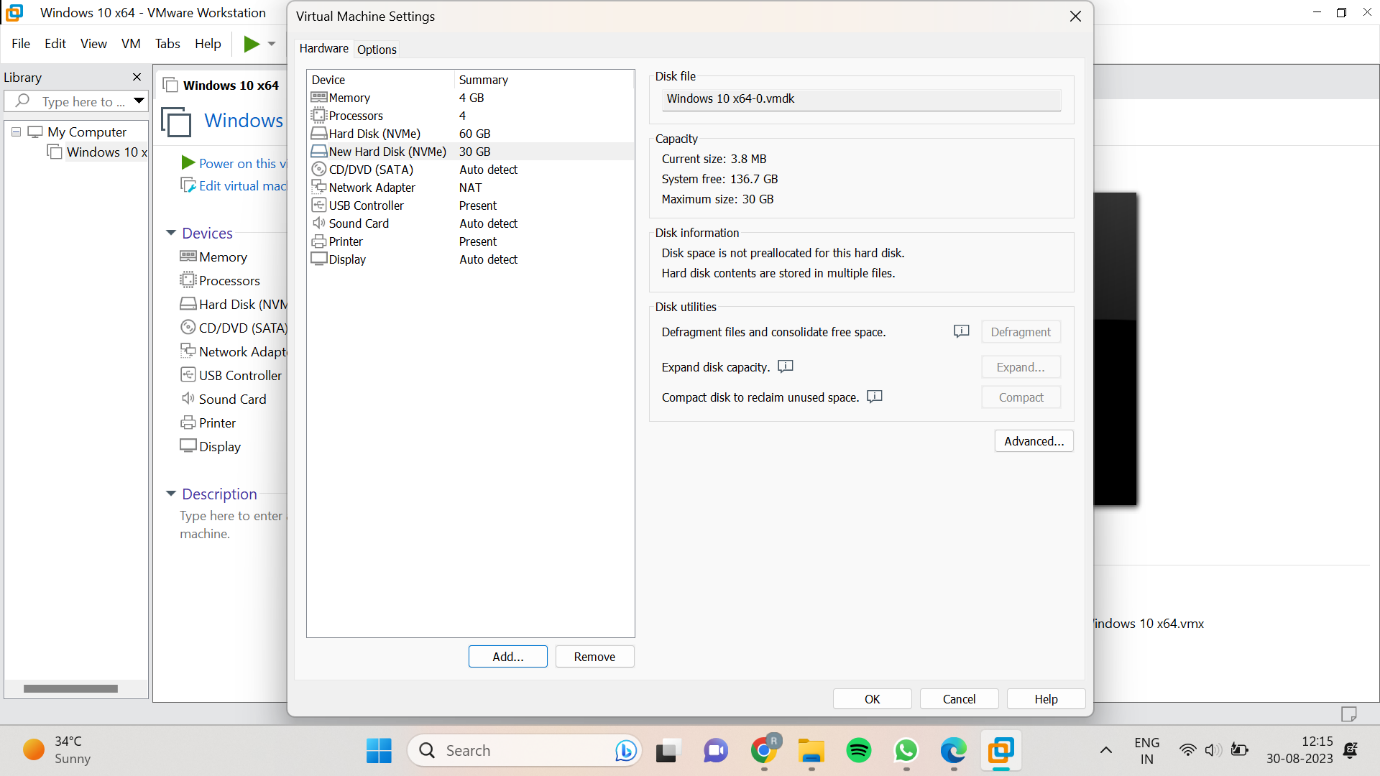 Windows 10 x64 - VMware Workstation
File Edit View VM Tabs Help
Library
Type here to ...
My Computer
Windows 10 x
Windows 10 x64
Windows
Power on this vi
Edit virtual mac
Devices
Memory
Processors
Hard Disk (NVM
CD/DVD (SATA)
Network Adapt
USB Controller
Sound Card
Printer
Display
Description
Type here to enter
machine.
Virtual Machine Settings
Hardware Options
Device Summary
Memory 4 GB
Processors 4
Hard Disk (NVMe) 60 GB
New Hard Disk (NVMe) 30 GB
CD/DVD (SATA) Auto detect
Network Adapter NAT
USB Controller Present
Sound Card Auto detect
Printer Present
Display Auto detect
Add... Remove
Disk file
Windows 10 x64-0.vmdk
Capacity
Current size: 3.8 MB
System free: 136.7 GB
Maximum size: 30 GB
Disk information
Disk space is not preallocated for this hard disk.
Hard disk contents are stored in multiple files.
Disk utilities
Defragment files and consolidate free space. Defragment
Expand disk capacity. Expand...
Compact disk to reclaim unused space. Compact
Advanced...
OK Cancel Help
indows 10 x64.vmx
34°C
Sunny
Search
R
ENG
IN
12:15
30-08-2023